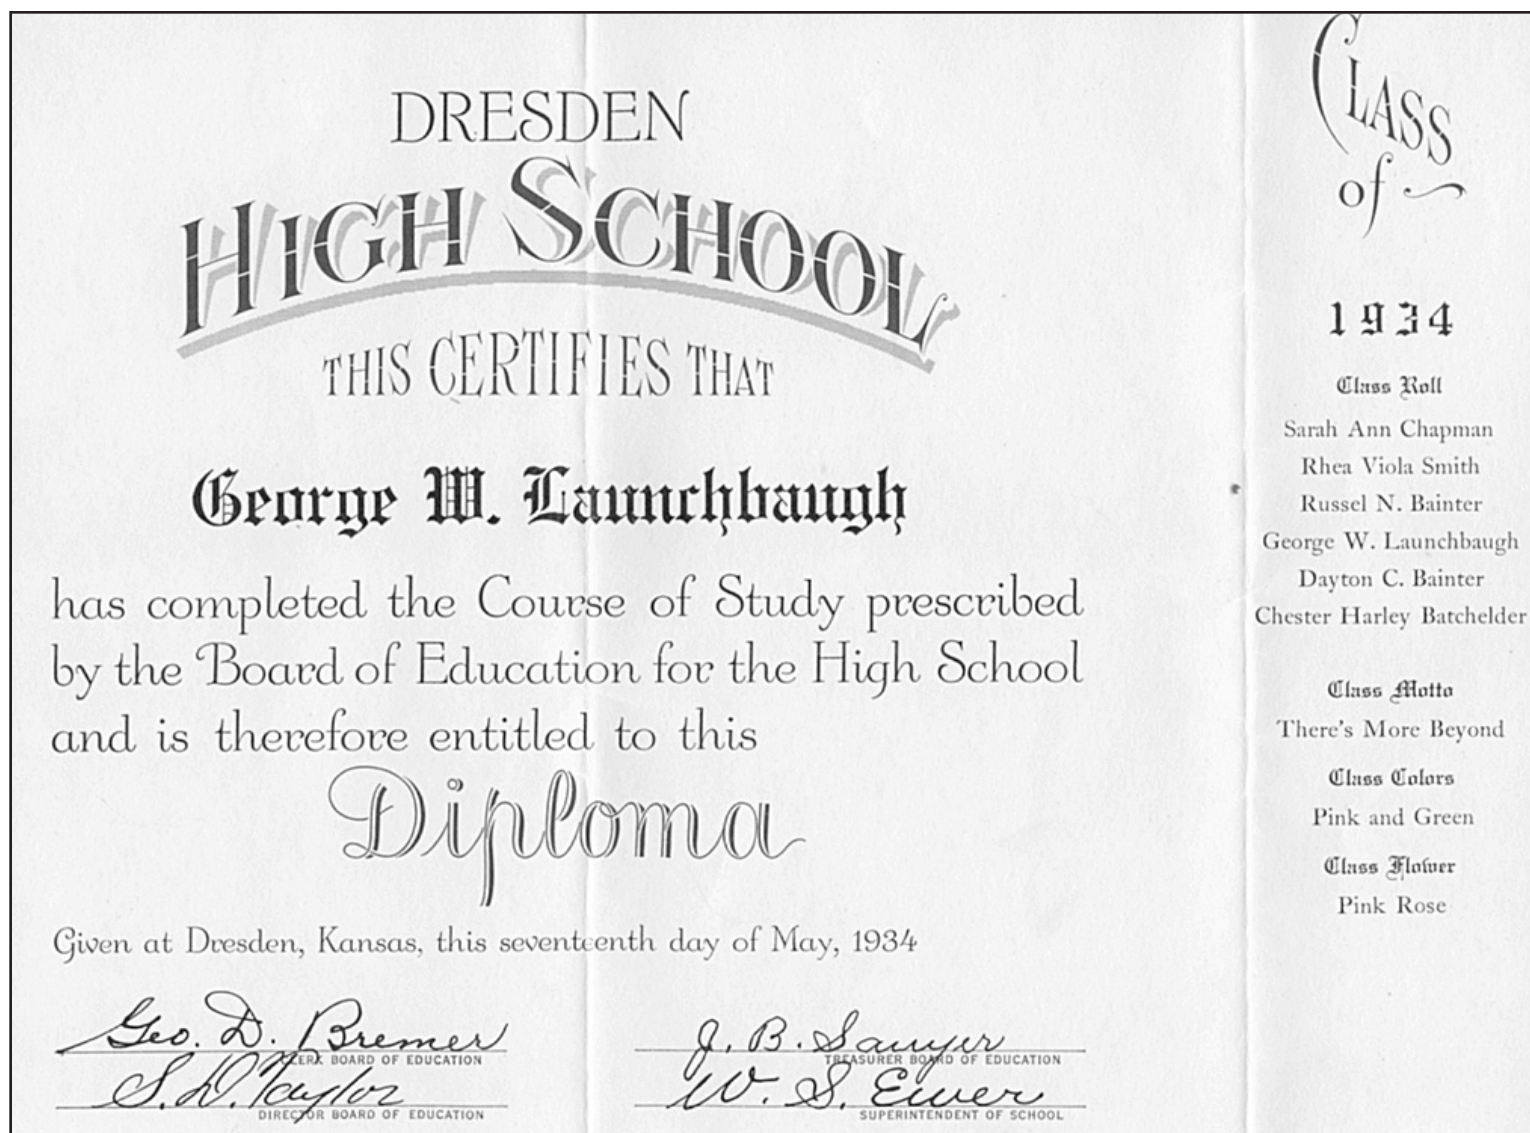 DRESDEN
HIGH SCHOOL
THIS CERTIFIES THAT
George W. Launchbaugh
has completed the Course of Study prescribed
by the Board of Education for the High School
and is therefore entitled to this
Diploma
Given at Dresden, Kansas, this seventeenth day of May, 1934
Geo. D. Bremer
CLERK BOARD OF EDUCATION
S. D. Taylor
DIRECTOR BOARD OF EDUCATION
J. B. Sawyer
TREASURER BOARD OF EDUCATION
W. S. Ewer
SUPERINTENDENT OF SCHOOL
CLASS
of
1934
Class Roll
Sarah Ann Chapman
Rhea Viola Smith
Russel N. Bainter
George W. Launchbaugh
Dayton C. Bainter
Chester Harley Batchelder
Class Motto
There's More Beyond
Class Colors
Pink and Green
Class Flower
Pink Rose